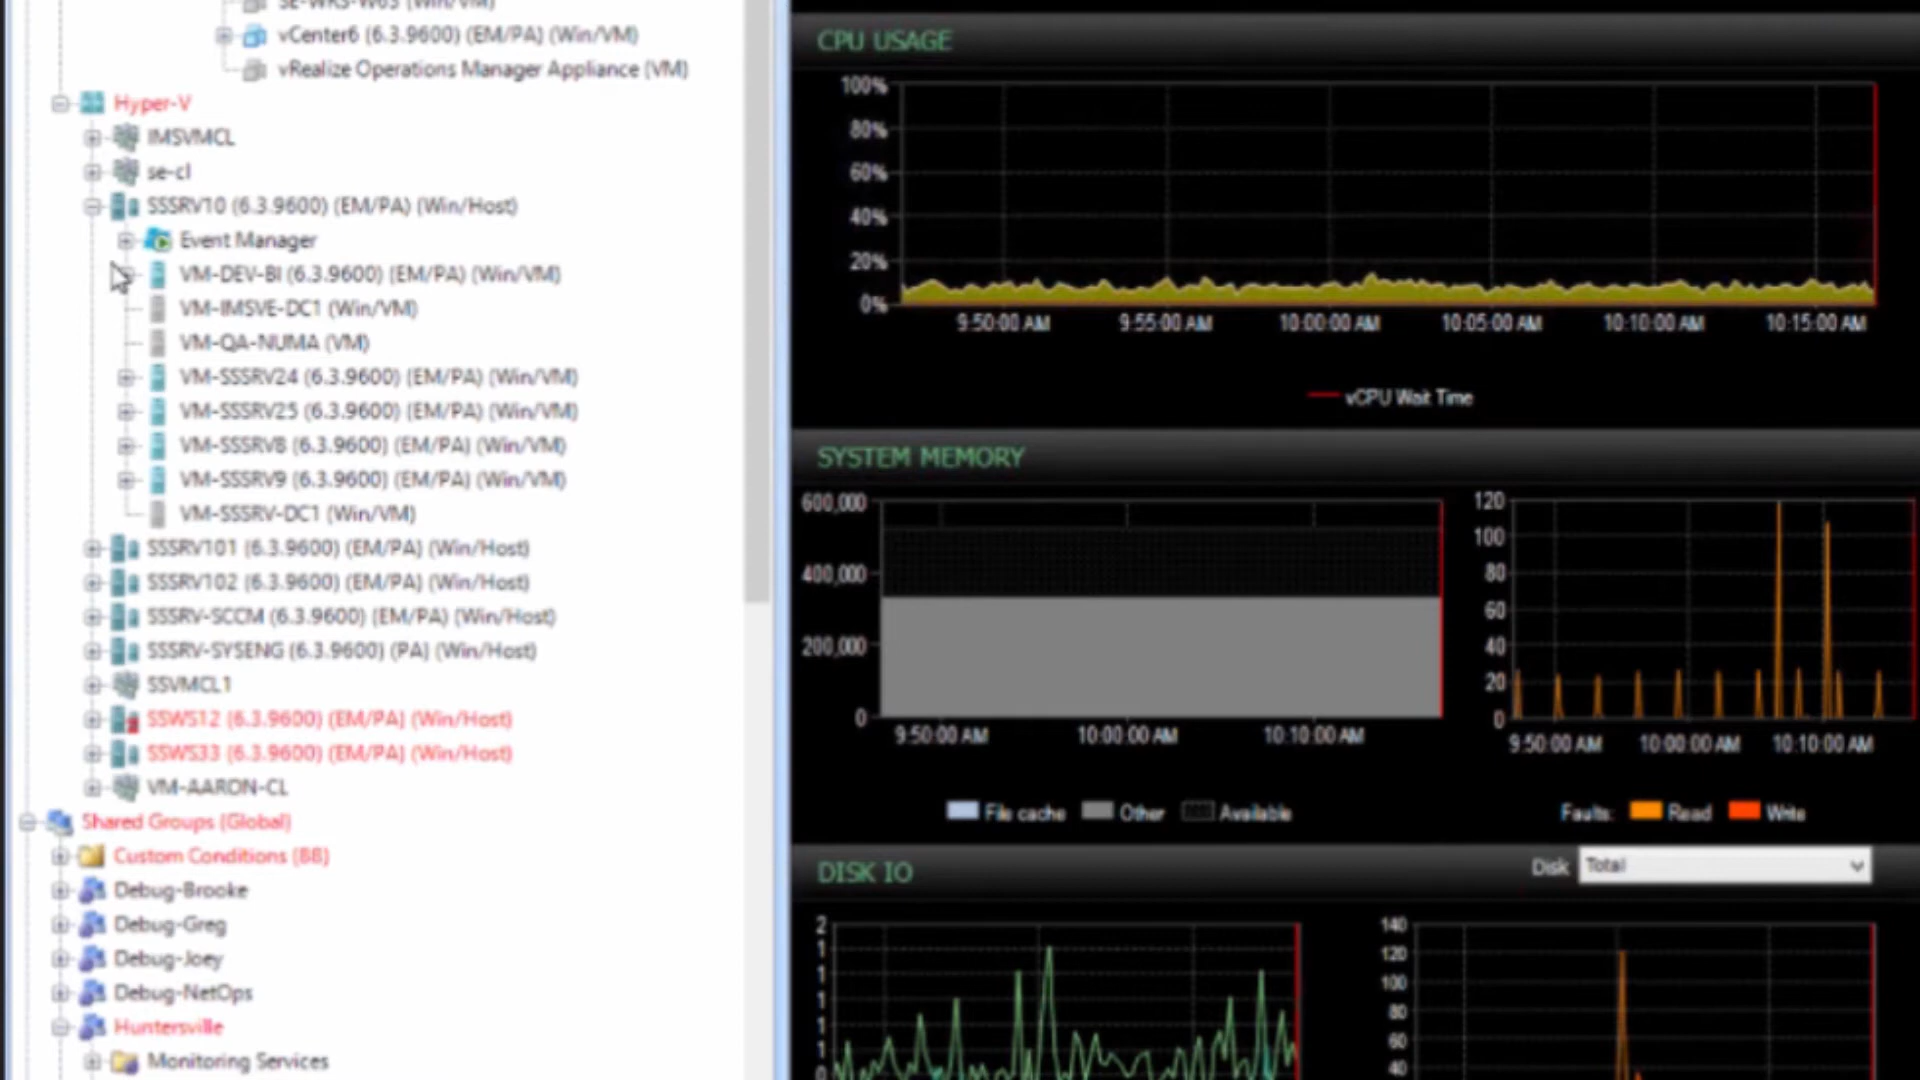 SE-WKS-W63 (Win/VM)
vCenter6 (6.3.9600) (EM/PA) (Win/VM)
vRealize Operations Manager Appliance (VM)
Hyper-V
IMSVMCL
se-cl
SSSRV10 (6.3.9600) (EM/PA) (Win/Host)
Event Manager
VM-DEV-BI (6.3.9600) (EM/PA) (Win/VM)
VM-IMSVE-DC1 (Win/VM)
VM-QA-NUMA (VM)
VM-SSSRV24 (6.3.9600) (EM/PA) (Win/VM)
VM-SSSRV25 (6.3.9600) (EM/PA) (Win/VM)
VM-SSSRV8 (6.3.9600) (EM/PA) (Win/VM)
VM-SSSRV9 (6.3.9600) (EM/PA) (Win/VM)
VM-SSSRV-DC1 (Win/VM)
SSSRV101 (6.3.9600) (EM/PA) (Win/Host)
SSSRV102 (6.3.9600) (EM/PA) (Win/Host)
SSSRV-SCCM (6.3.9600) (EM/PA) (Win/Host)
SSSRV-SYSENG (6.3.9600) (PA) (Win/Host)
SSVMCL1
SSWS12 (6.3.9600) (EM/PA) (Win/Host)
SSWS33 (6.3.9600) (EM/PA) (Win/Host)
VM-AARON-CL
Shared Groups (Global)
Custom Conditions (88)
Debug-Brooke
Debug-Greg
Debug-Joey
Debug-NetOps
Huntersville
Monitoring Services
CPU USAGE
100%
80%
60%
40%
20%
0%
9:50:00 AM 9:55:00 AM 10:00:00 AM 10:05:00 AM 10:10:00 AM 10:15:00 AM
vCPU Wait Time
SYSTEM MEMORY
600,000
400,000
200,000
0
9:50:00 AM 10:00:00 AM 10:10:00 AM
File cache Other Available
120
100
80
60
40
20
0
9:50:00 AM 10:00:00 AM 10:10:00 AM
Faults: Read Write
DISK IO
Disk Total
2
1
1
1
1
1
0
140
120
100
80
60
40